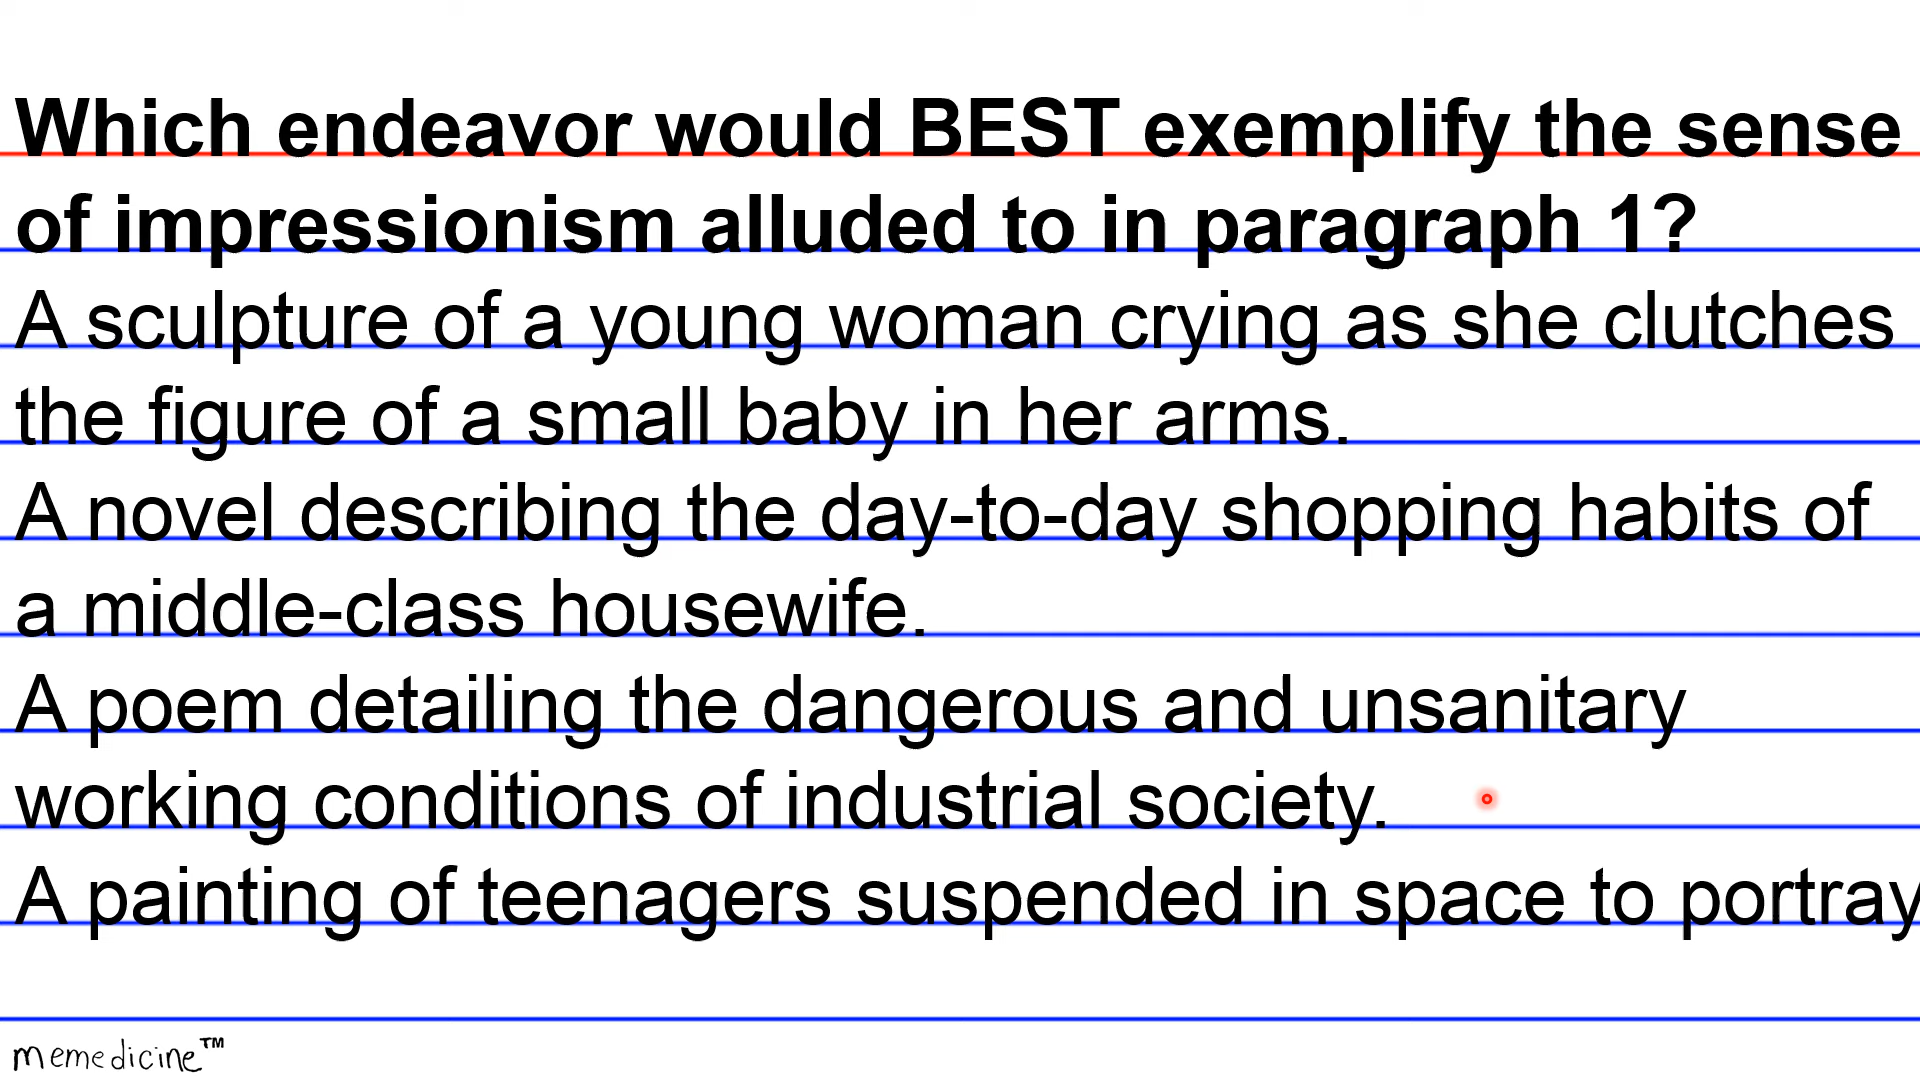 Which endeavor would BEST exemplify the sense
of impressionism alluded to in paragraph 1?
A sculpture of a young woman crying as she clutches
the figure of a small baby in her arms.
A novel describing the day-to-day shopping habits of
a middle-class housewife.
A poem detailing the dangerous and unsanitary
working conditions of industrial society.
A painting of teenagers suspended in space to portray
memedicine™